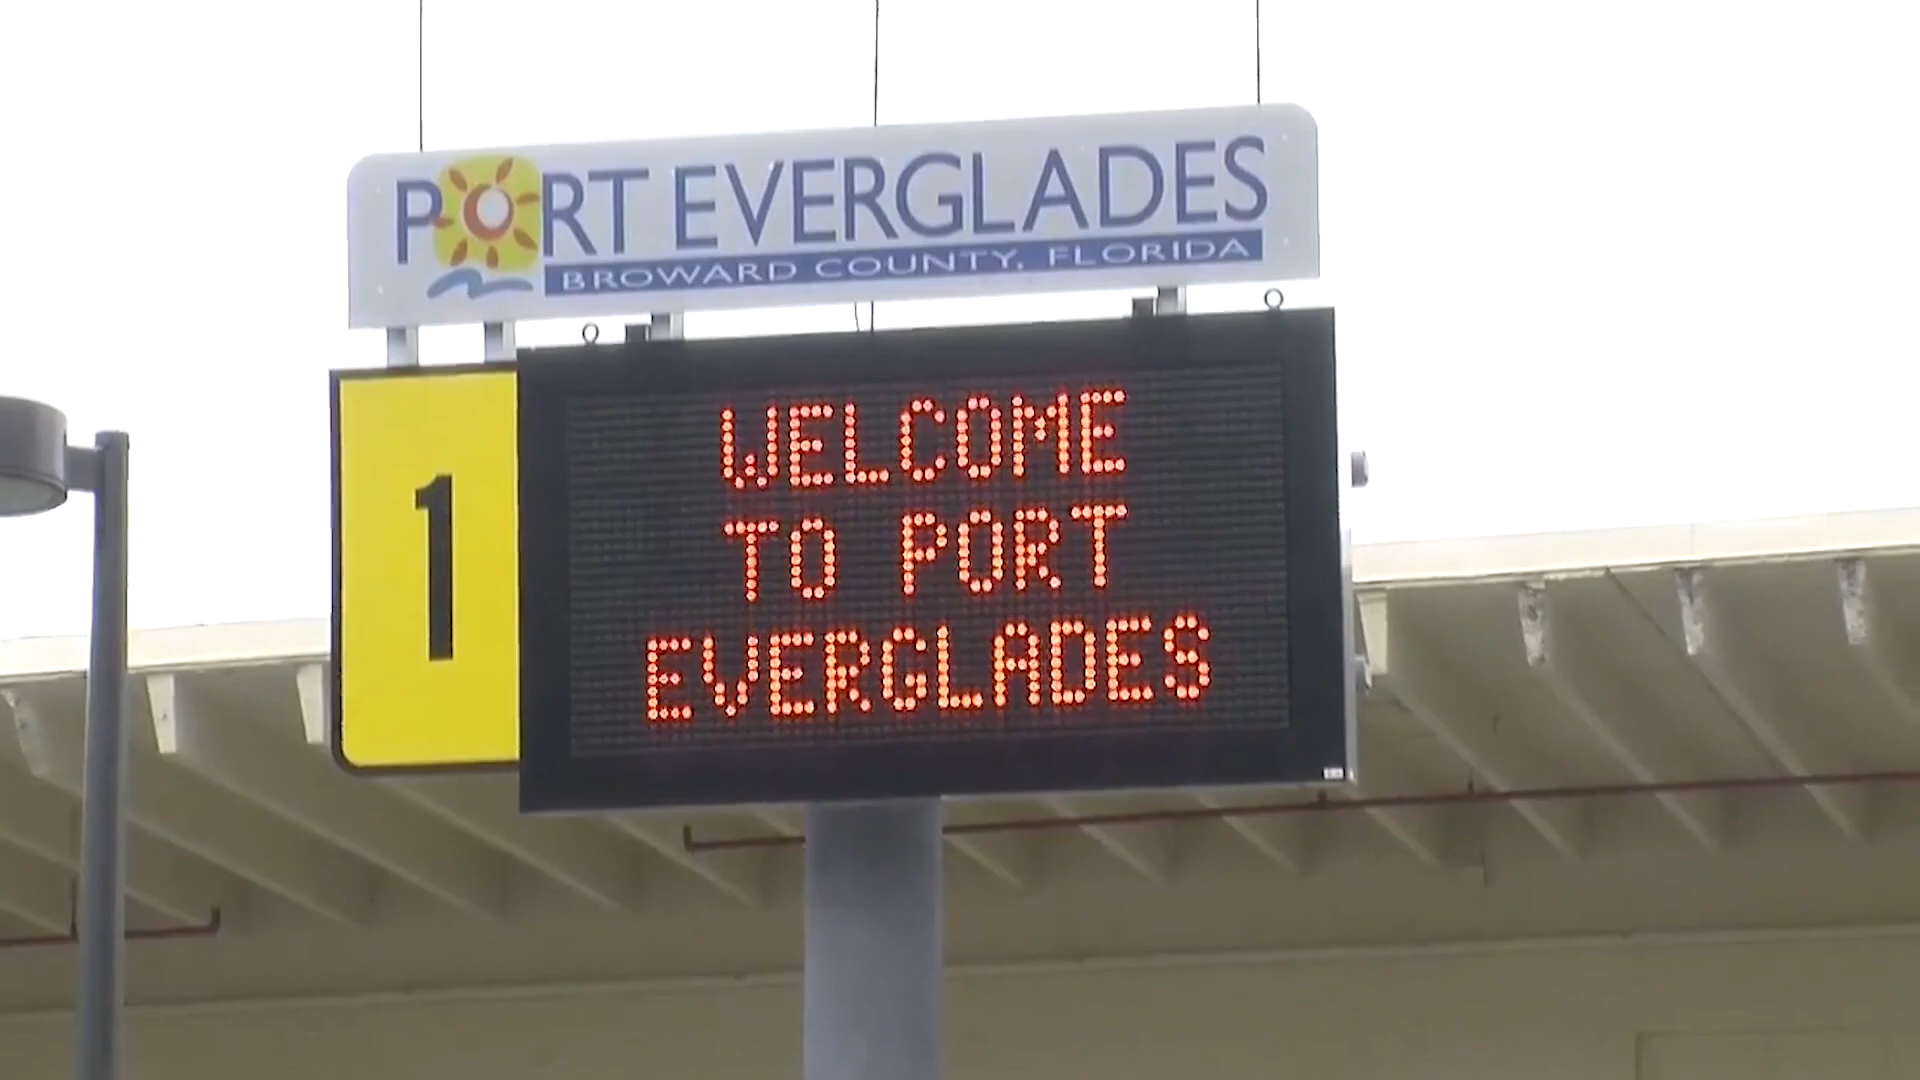 PORT EVERGLADES
BROWARD COUNTY, FLORIDA
1
WELCOME
TO PORT
EVERGLADES